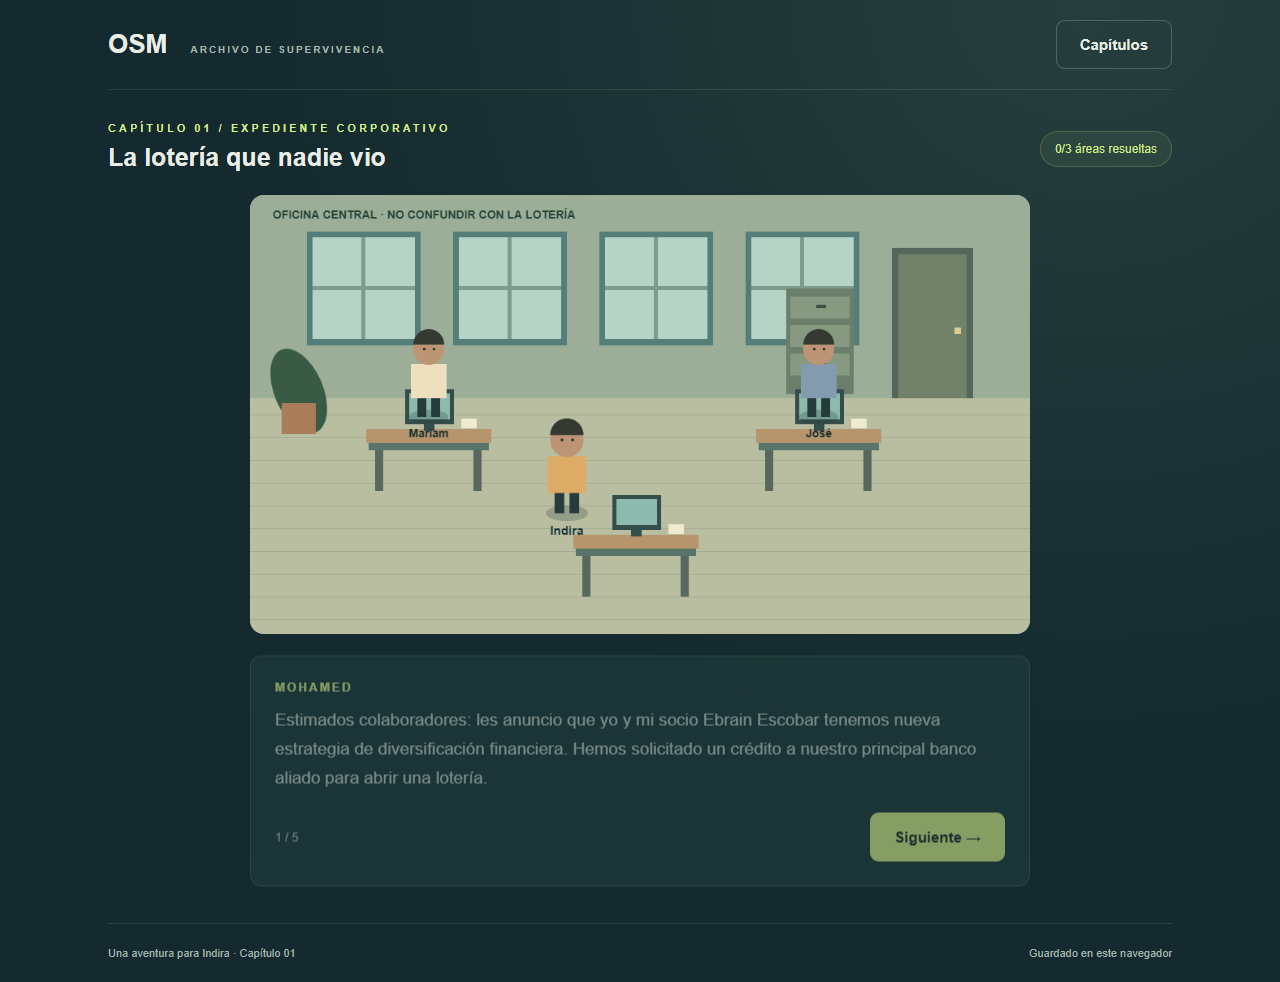 OSM
ARCHIVO DE SUPERVIVENCIA
Capítulos
CAPÍTULO 01 / EXPEDIENTE CORPORATIVO
La lotería que nadie vio
0/3 áreas resueltas
OFICINA CENTRAL · NO CONFUNDIR CON LA LOTERÍA
Mariam
José
Indira
MOHAMED
Estimados colaboradores: les anuncio que yo y mi socio Ebrain Escobar tenemos nueva
estrategia de diversificación financiera. Hemos solicitado un crédito a nuestro principal banco
aliado para abrir una lotería.
1 / 5
Siguiente →
Una aventura para Indira · Capítulo 01
Guardado en este navegador